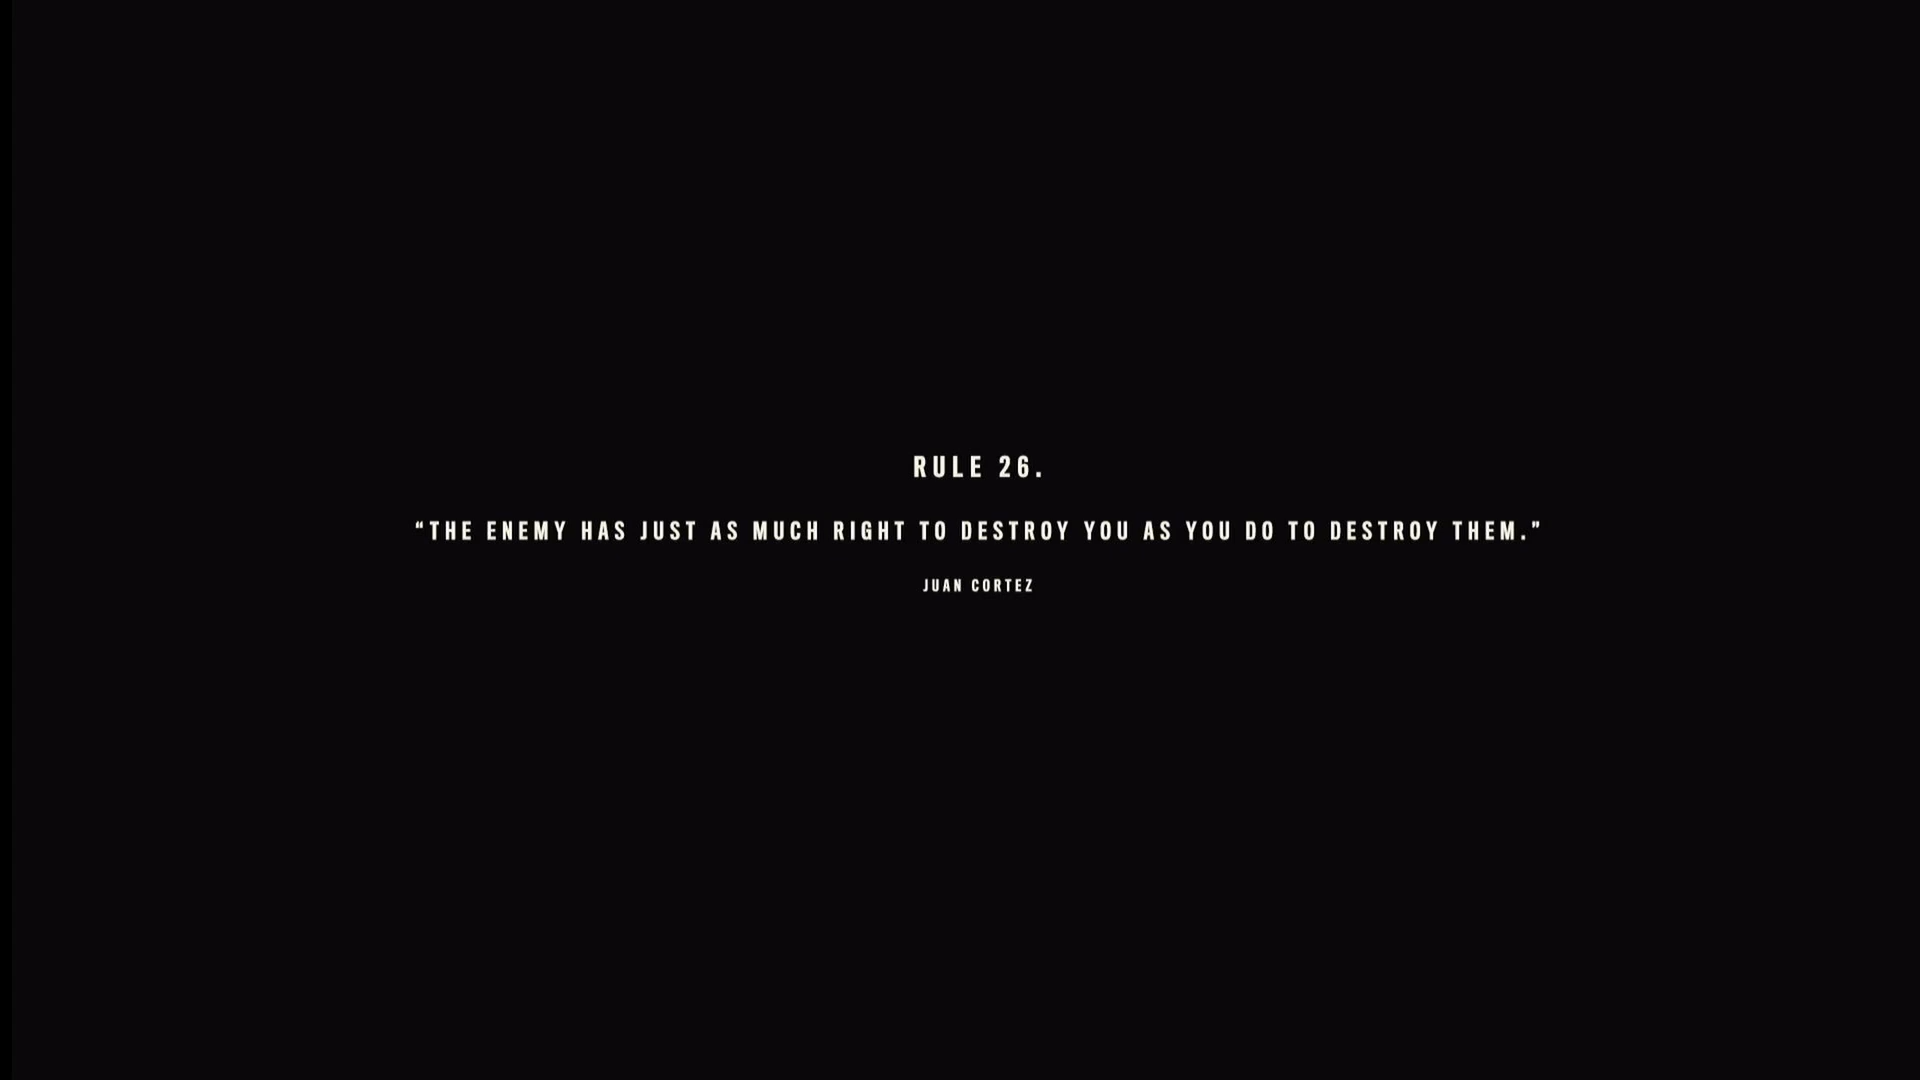 RULE 26.
“THE ENEMY HAS JUST AS MUCH RIGHT TO DESTROY YOU AS YOU DO TO DESTROY THEM.”
JUAN CORTEZ